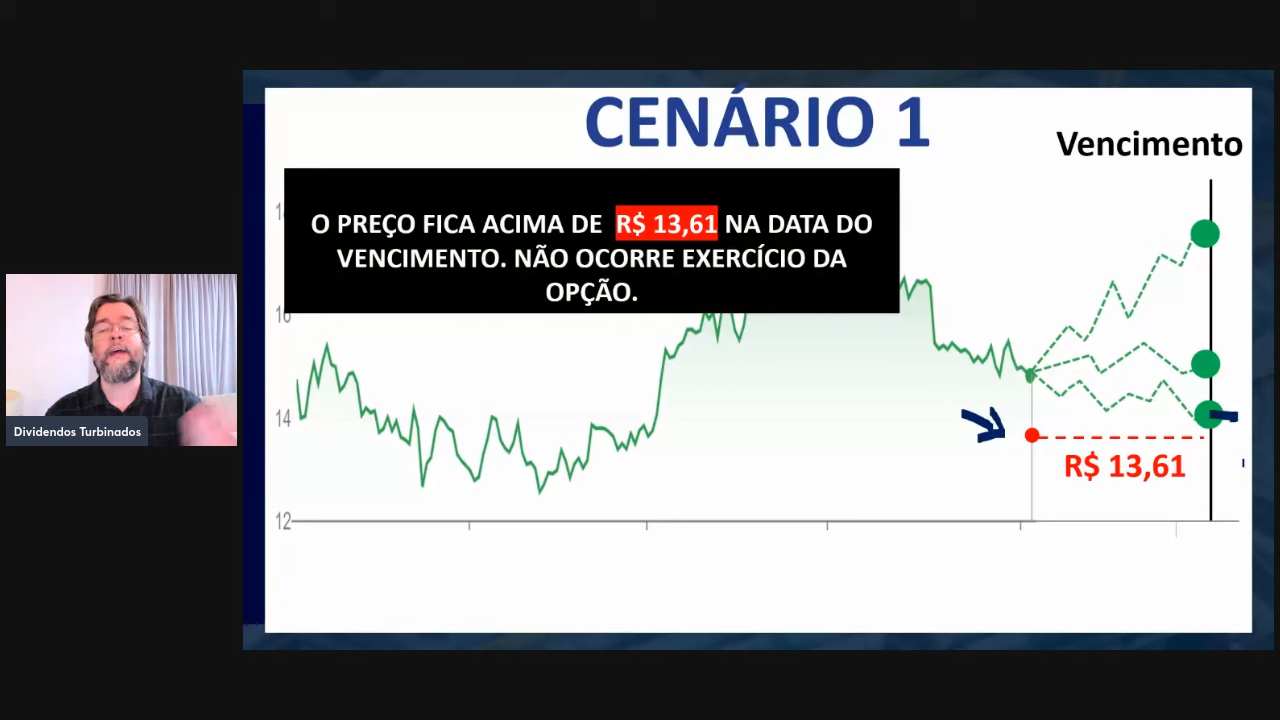 CENÁRIO 1
Vencimento
O PREÇO FICA ACIMA DE R$ 13,61 NA DATA DO
VENCIMENTO. NÃO OCORRE EXERCÍCIO DA
OPÇÃO.
16
14
R$ 13,61
12
Dividendos Turbinados